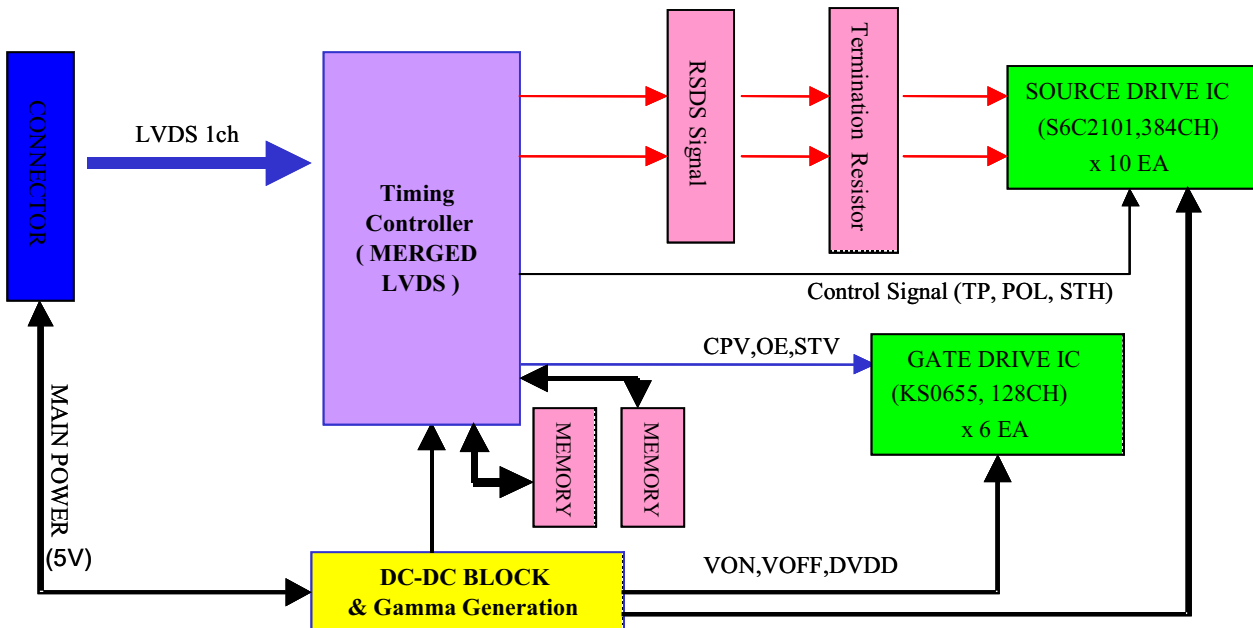 CONNECTOR
LVDS 1ch
Timing
Controller
( MERGED
LVDS )
RSDS Signal
Termination Resistor
SOURCE DRIVE IC
(S6C2101,384CH)
x 10 EA
Control Signal (TP, POL, STH)
CPV,OE,STV
GATE DRIVE IC
(KS0655, 128CH)
x 6 EA
MEMORY
MEMORY
MAIN POWER
(5V)
DC-DC BLOCK
& Gamma Generation
VON,VOFF,DVDD